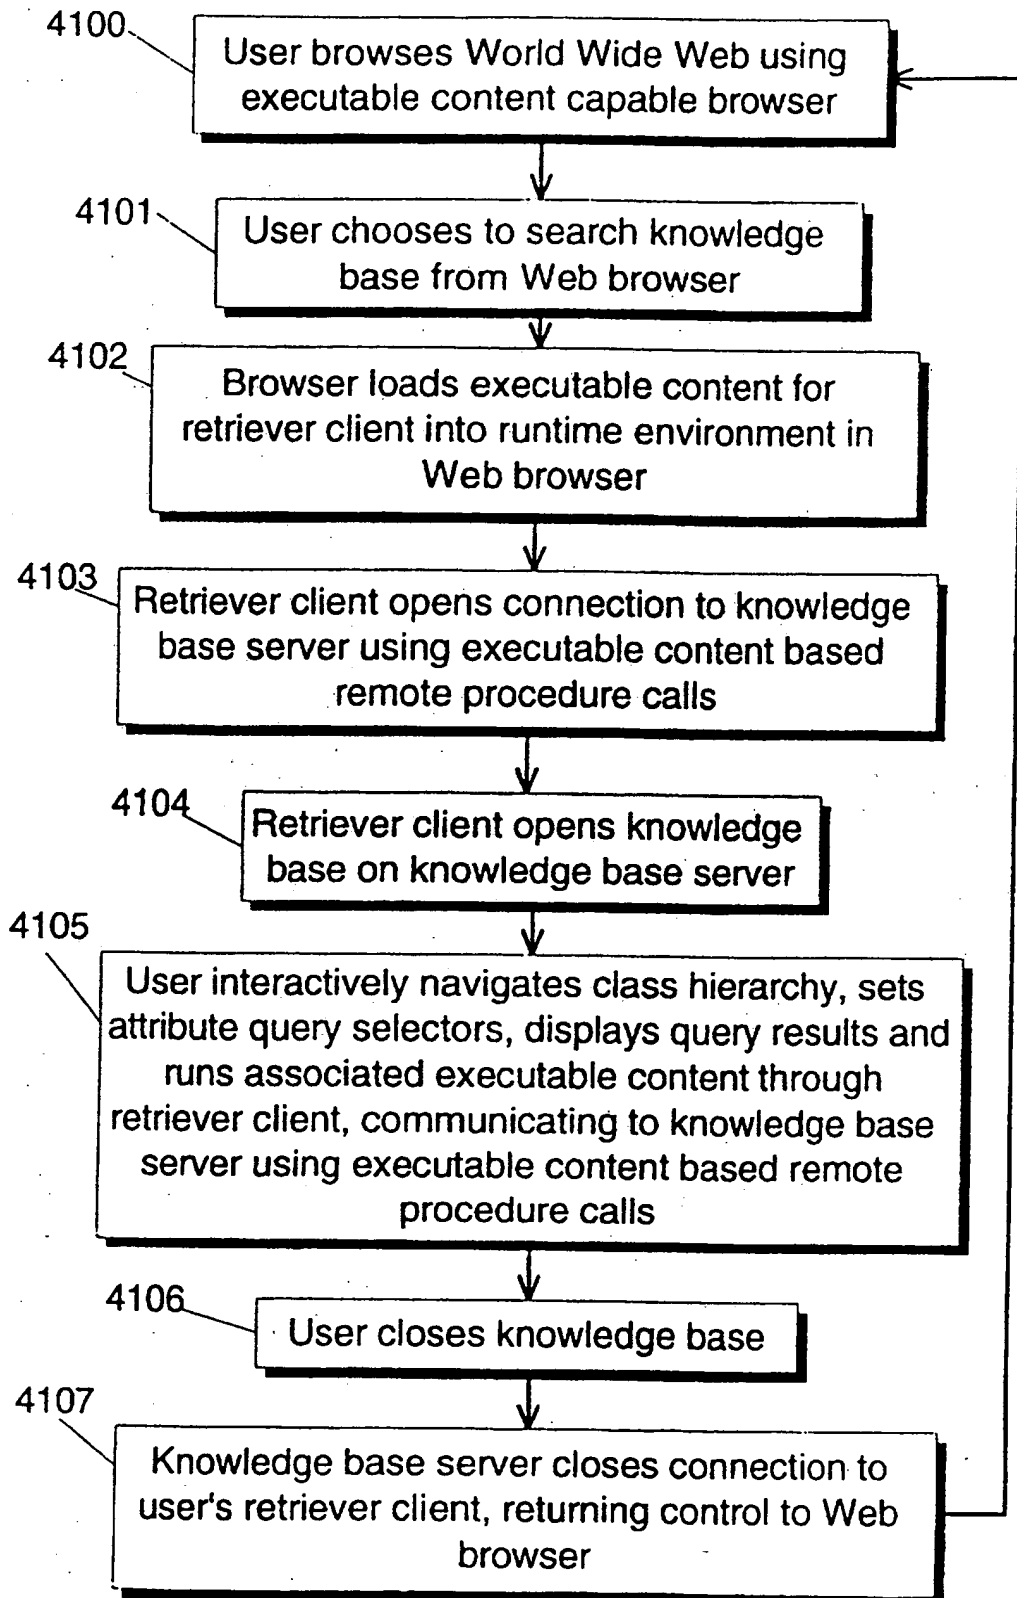 4100
User browses World Wide Web using
executable content capable browser
4101
User chooses to search knowledge
base from Web browser
4102
Browser loads executable content for
retriever client into runtime environment in
Web browser
4103
Retriever client opens connection to knowledge
base server using executable content based
remote procedure calls
4104
Retriever client opens knowledge
base on knowledge base server
4105
User interactively navigates class hierarchy, sets
attribute query selectors, displays query results and
runs associated executable content through
retriever client, communicating to knowledge base
server using executable content based remote
procedure calls
4106
User closes knowledge base
4107
Knowledge base server closes connection to
user's retriever client, returning control to Web
browser